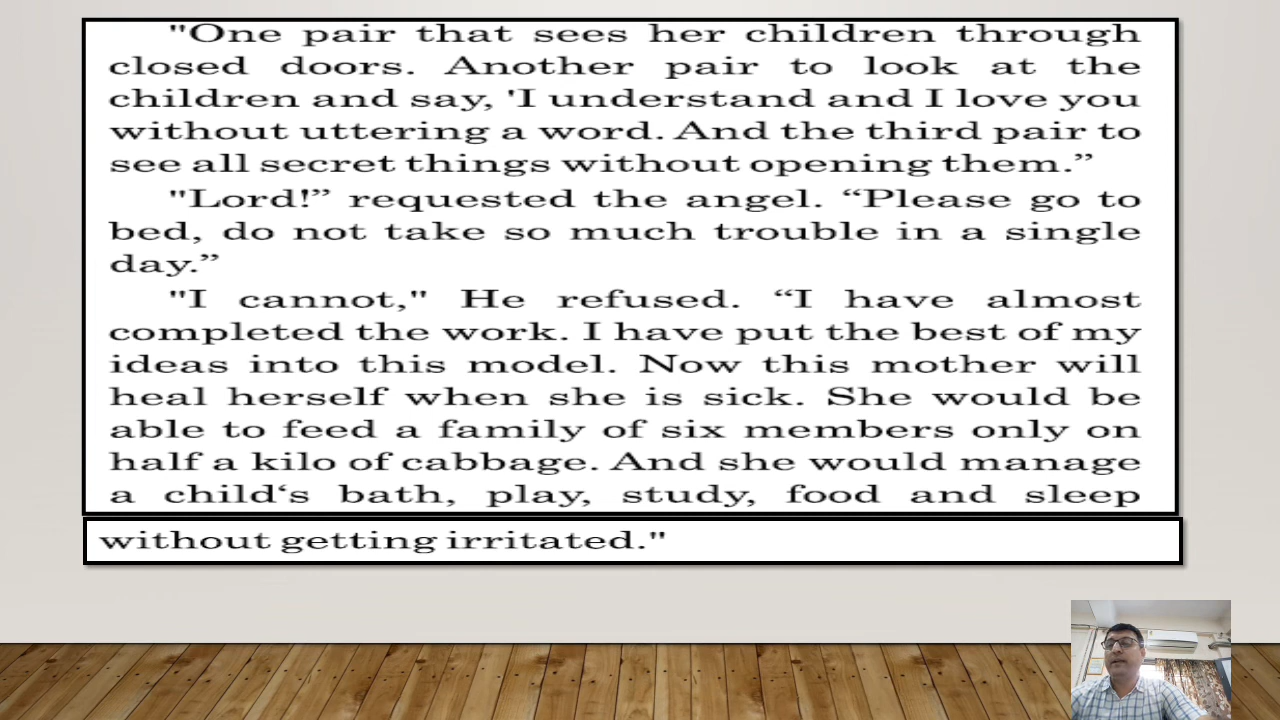 "One pair that sees her children through
closed doors. Another pair to look at the
children and say, 'I understand and I love you
without uttering a word. And the third pair to
see all secret things without opening them.”
"Lord!” requested the angel. “Please go to
bed, do not take so much trouble in a single
day.”
"I cannot," He refused. “I have almost
completed the work. I have put the best of my
ideas into this model. Now this mother will
heal herself when she is sick. She would be
able to feed a family of six members only on
half a kilo of cabbage. And she would manage
a child‘s bath, play, study, food and sleep
without getting irritated."